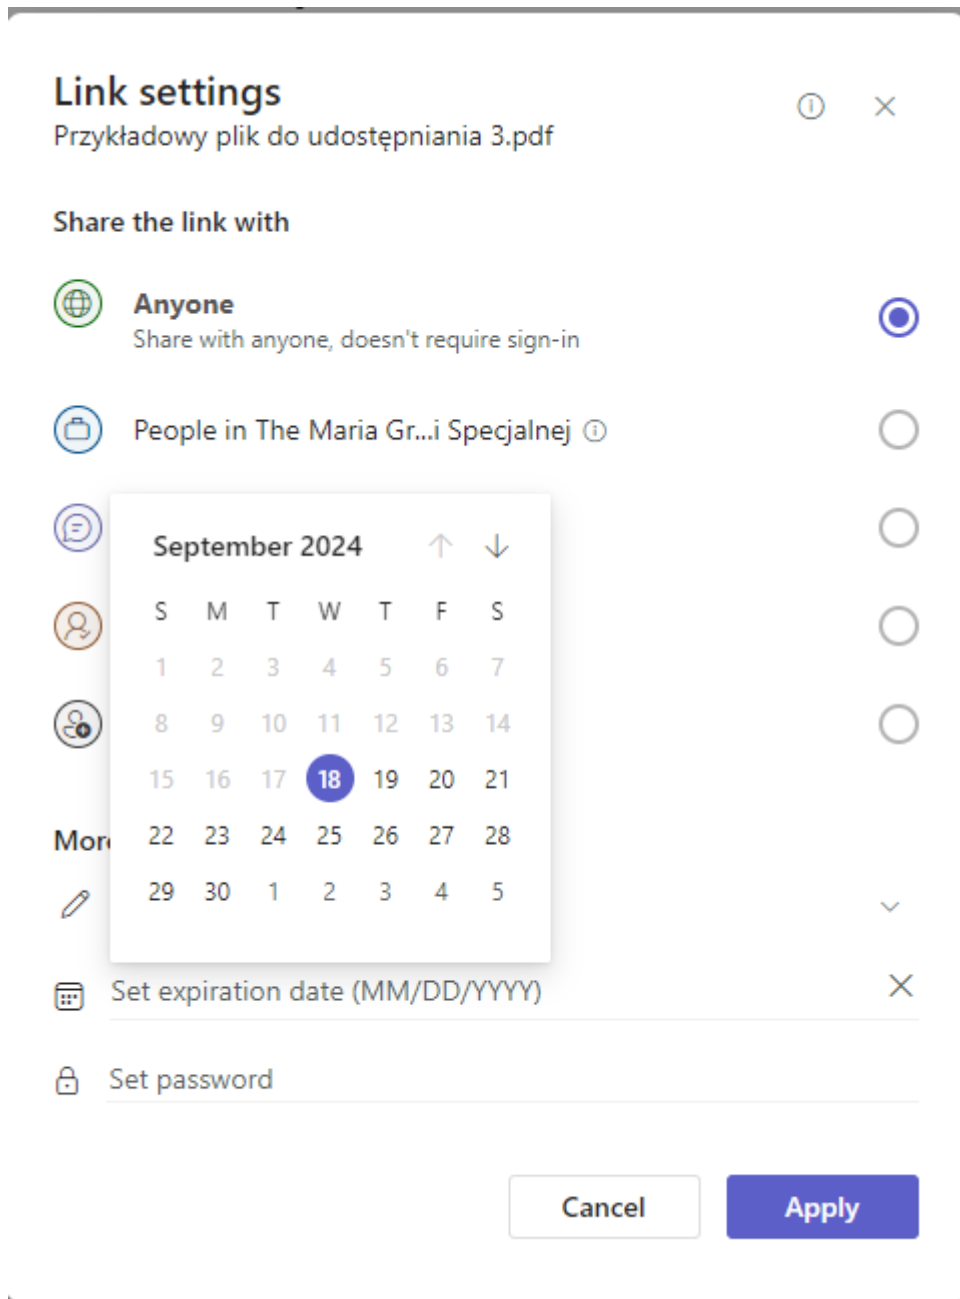 Link settings
Przykładowy plik do udostępniania 3.pdf
Share the link with
Anyone
Share with anyone, doesn't require sign-in
People in The Maria Gr...i Specjalnej
September 2024
S M T W T F S
1 2 3 4 5 6 7
8 9 10 11 12 13 14
15 16 17 18 19 20 21
22 23 24 25 26 27 28
29 30 1 2 3 4 5
Set expiration date (MM/DD/YYYY)
Set password
Cancel Apply